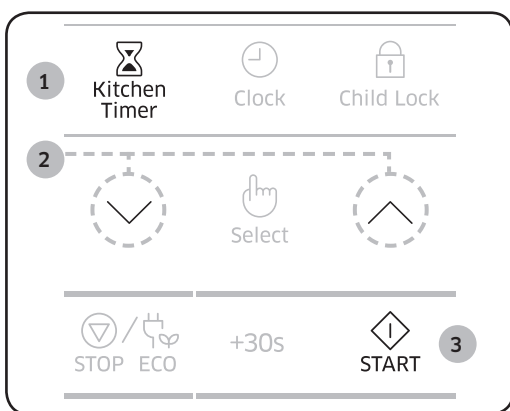 1
Kitchen
Timer
Clock
Child Lock
2
Select
STOP ECO
+30s
START
3